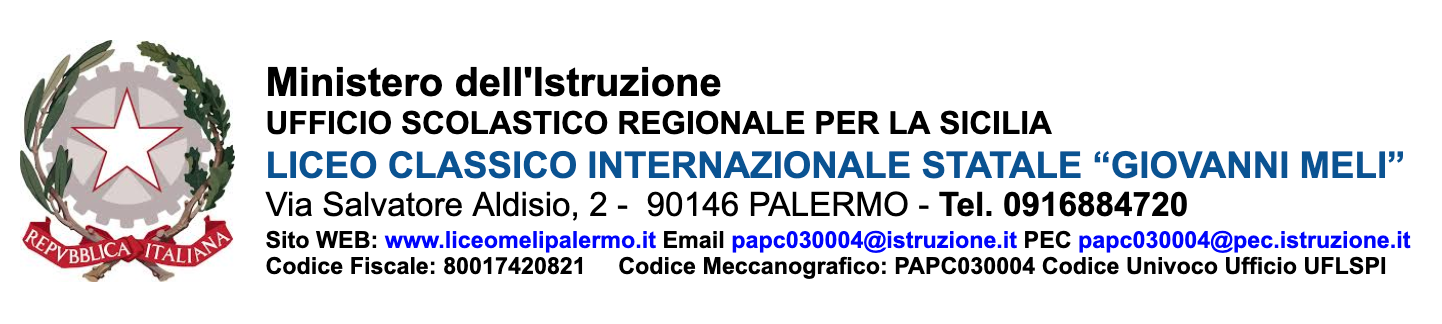 Ministero dell'Istruzione
UFFICIO SCOLASTICO REGIONALE PER LA SICILIA
LICEO CLASSICO INTERNAZIONALE STATALE “GIOVANNI MELI”
Via Salvatore Aldisio, 2 - 90146 PALERMO - Tel. 0916884720
Sito WEB: www.liceomelipalermo.it Email papc030004@istruzione.it PEC papc030004@pec.istruzione.it
Codice Fiscale: 80017420821 Codice Meccanografico: PAPC030004 Codice Univoco Ufficio UFLSPI
REPVBBLICA ITALIANA